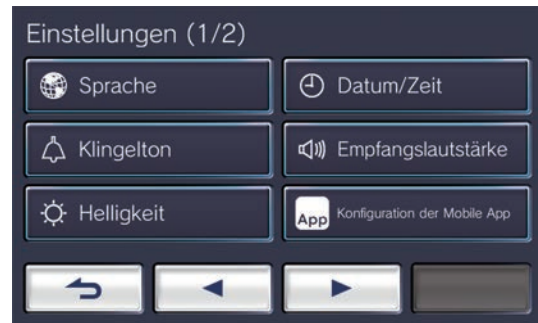 Einstellungen (1/2)
Sprache
Datum/Zeit
Klingelton
Empfangslautstärke
Helligkeit
App
Konfiguration der Mobile App